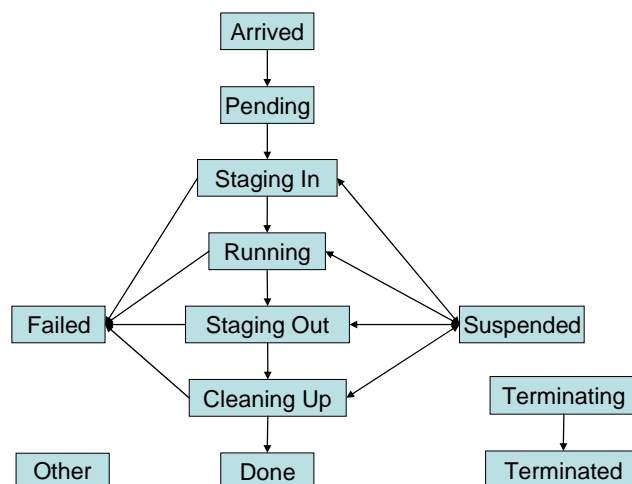 Arrived
Pending
Staging In
Running
Failed
Staging Out
Suspended
Cleaning Up
Terminating
Other
Done
Terminated